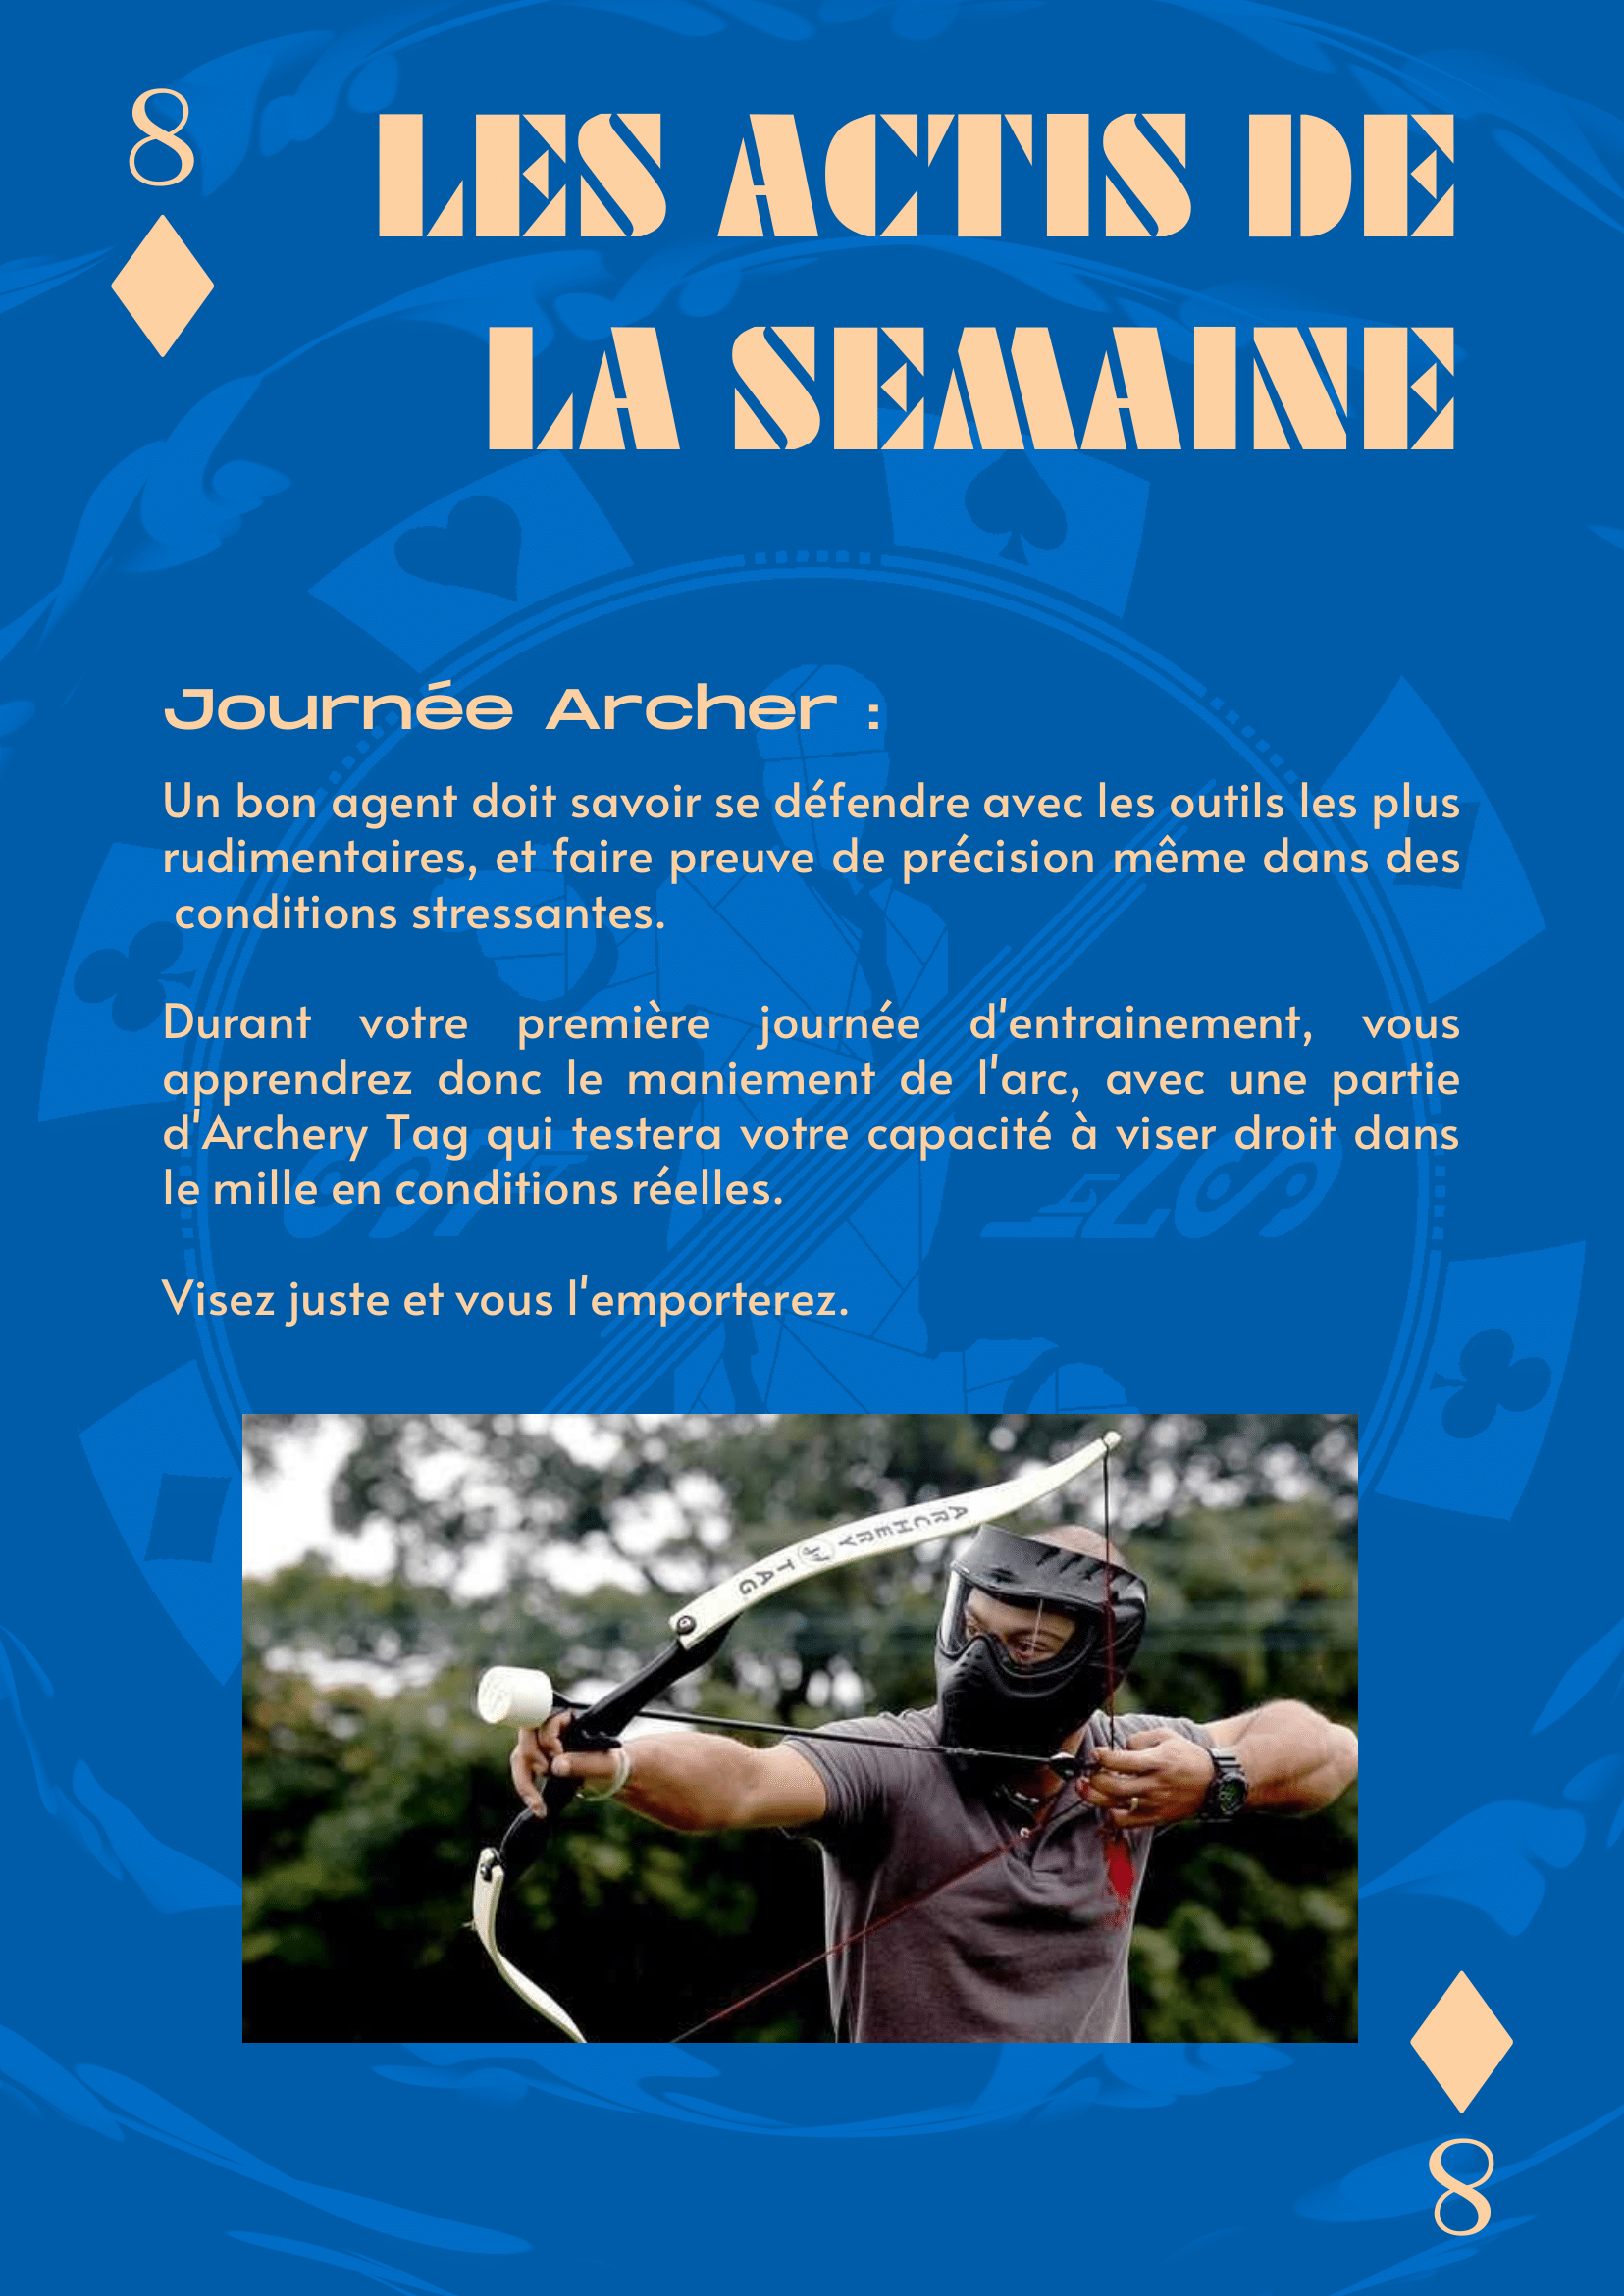 8
LES ACTIS DE
LA SEMAINE
Journée Archer :
Un bon agent doit savoir se défendre avec les outils les plus
rudimentaires, et faire preuve de précision même dans des
conditions stressantes.
Durant votre première journée d'entrainement, vous
apprendrez donc le maniement de l'arc, avec une partie
d'Archery Tag qui testera votre capacité à viser droit dans
le mille en conditions réelles.
Visez juste et vous l'emporterez.
ARCHERY TAG
8